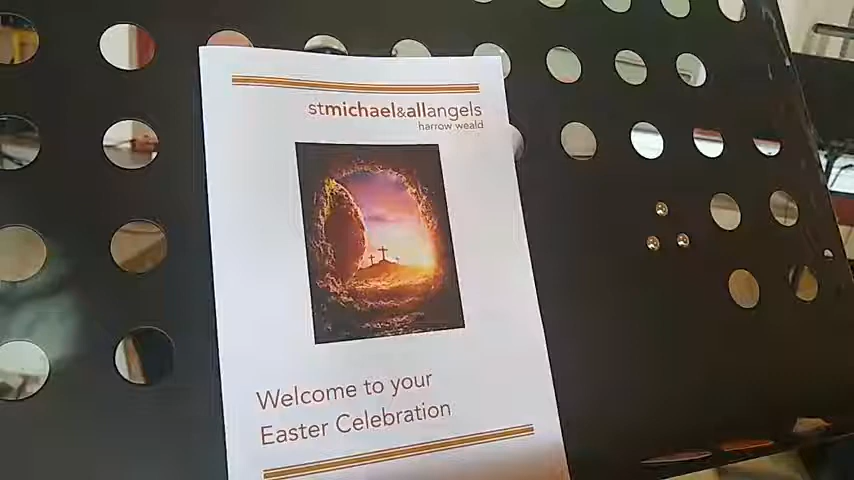 stmichael&allangels
harrow weald
Welcome to your
Easter Celebration